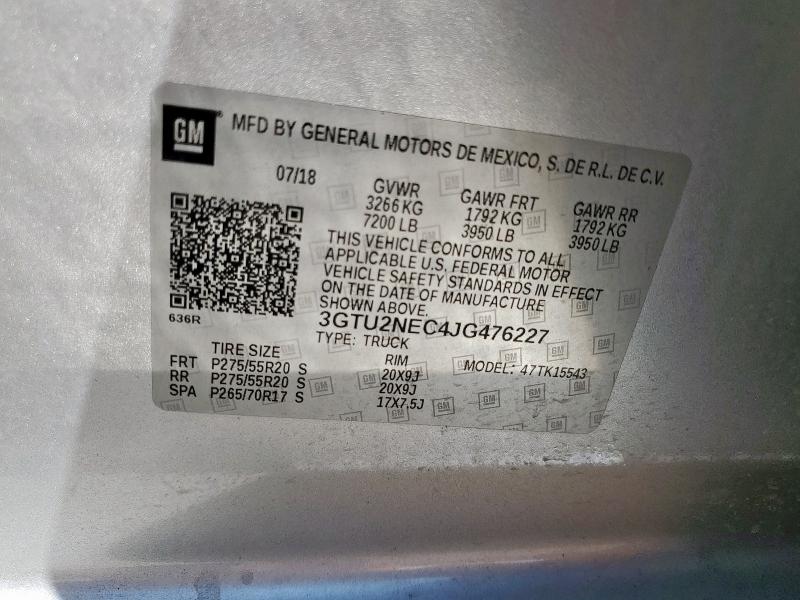 GM® MFD BY GENERAL MOTORS DE MEXICO, S. DE R.L. DE C.V.
07/18
GVWR GAWR FRT GAWR RR
3266 KG 1792 KG 1792 KG
7200 LB 3950 LB 3950 LB
THIS VEHICLE CONFORMS TO ALL
APPLICABLE U.S. FEDERAL MOTOR
VEHICLE SAFETY STANDARDS IN EFFECT
ON THE DATE OF MANUFACTURE
SHOWN ABOVE.
636R
3GTU2NEC4JG476227
TYPE: TRUCK
TIRE SIZE RIM MODEL: 47TK15543
FRT P275/55R20 S 20X9J
RR P275/55R20 S 20X9J
SPA P265/70R17 S 17X7.5J